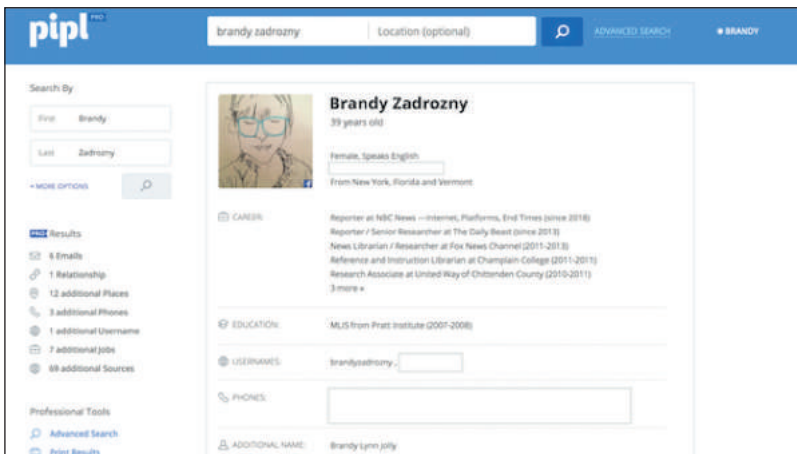 pipl PRO
brandy zadrozny
Location (optional)
ADVANCED SEARCH
BRANDY
Search By
First Brandy
Last Zadrozny
+ MORE OPTIONS
PRO Results
6 Emails
1 Relationship
12 additional Places
3 additional Phones
1 additional Username
7 additional Jobs
69 additional Sources
Professional Tools
Advanced Search
Print Results
Brandy Zadrozny
39 years old
Female, Speaks English
From New York, Florida and Vermont
CAREER:
Reporter at NBC News — Internet, Platforms, End Times (since 2018)
Reporter / Senior Researcher at The Daily Beast (since 2013)
News Librarian / Researcher at Fox News Channel (2011-2013)
Reference and Instruction Librarian at Champlain College (2011-2011)
Research Associate at United Way of Chittenden County (2010-2011)
3 more »
EDUCATION:
MLIS from Pratt Institute (2007-2008)
USERNAMES:
brandyzadrozny ,
PHONES:
ADDITIONAL NAME:
Brandy Lynn Jolly